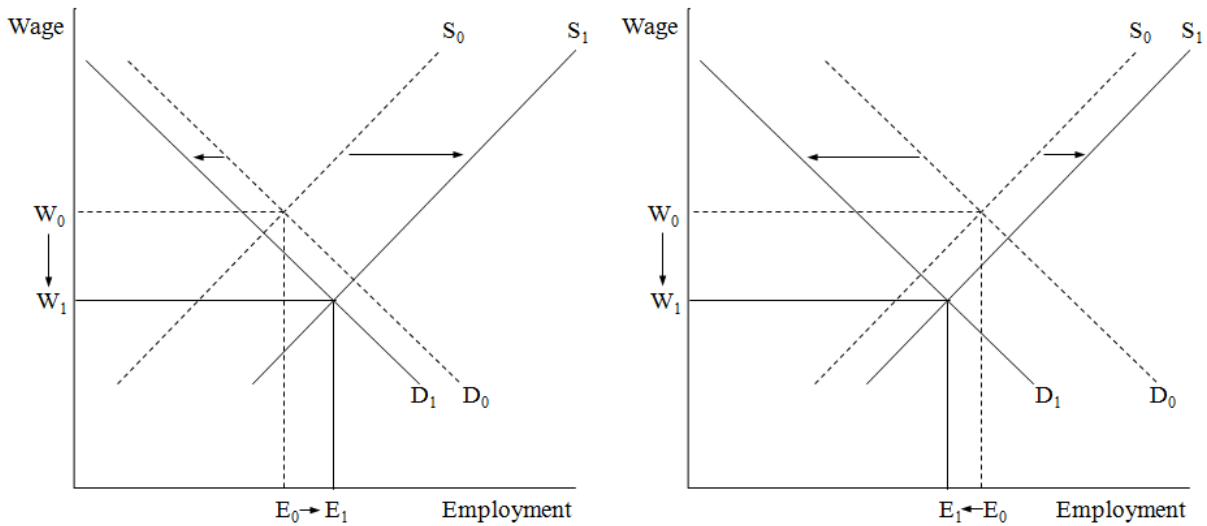 Wage
S₀
S₁
W₀
W₁
D₁
D₀
E₀→E₁
Employment
Wage
S₀
S₁
W₀
W₁
D₁
D₀
E₁←E₀
Employment